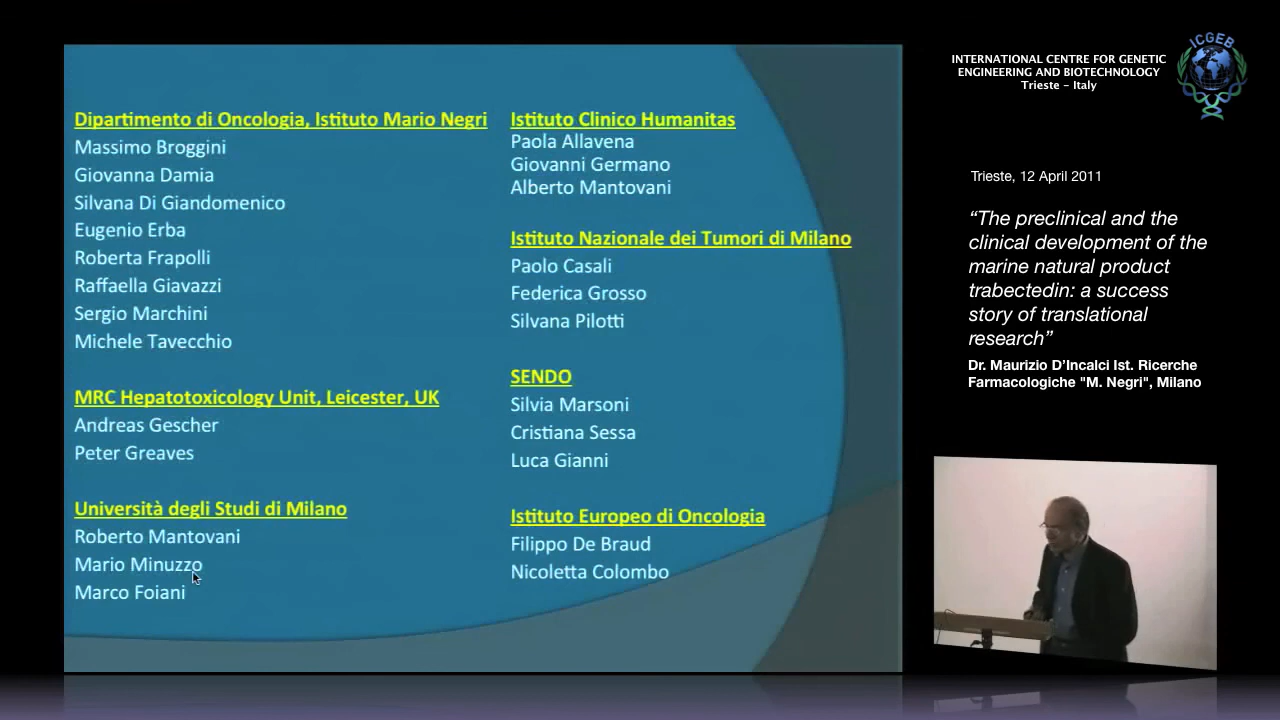 Dipartimento di Oncologia, Istituto Mario Negri
Massimo Broggini
Giovanna Damia
Silvana Di Giandomenico
Eugenio Erba
Roberta Frapolli
Raffaella Giavazzi
Sergio Marchini
Michele Tavecchio
MRC Hepatotoxicology Unit, Leicester, UK
Andreas Gescher
Peter Greaves
Università degli Studi di Milano
Roberto Mantovani
Mario Minuzzo
Marco Foiani
Istituto Clinico Humanitas
Paola Allavena
Giovanni Germano
Alberto Mantovani
Istituto Nazionale dei Tumori di Milano
Paolo Casali
Federica Grosso
Silvana Pilotti
SENDO
Silvia Marsoni
Cristiana Sessa
Luca Gianni
Istituto Europeo di Oncologia
Filippo De Braud
Nicoletta Colombo
INTERNATIONAL CENTRE FOR GENETIC
ENGINEERING AND BIOTECHNOLOGY
Trieste – Italy
ICGEB
Trieste, 12 April 2011
“The preclinical and the
clinical development of the
marine natural product
trabectedin: a success
story of translational
research”
Dr. Maurizio D’Incalci Ist. Ricerche
Farmacologiche "M. Negri", Milano